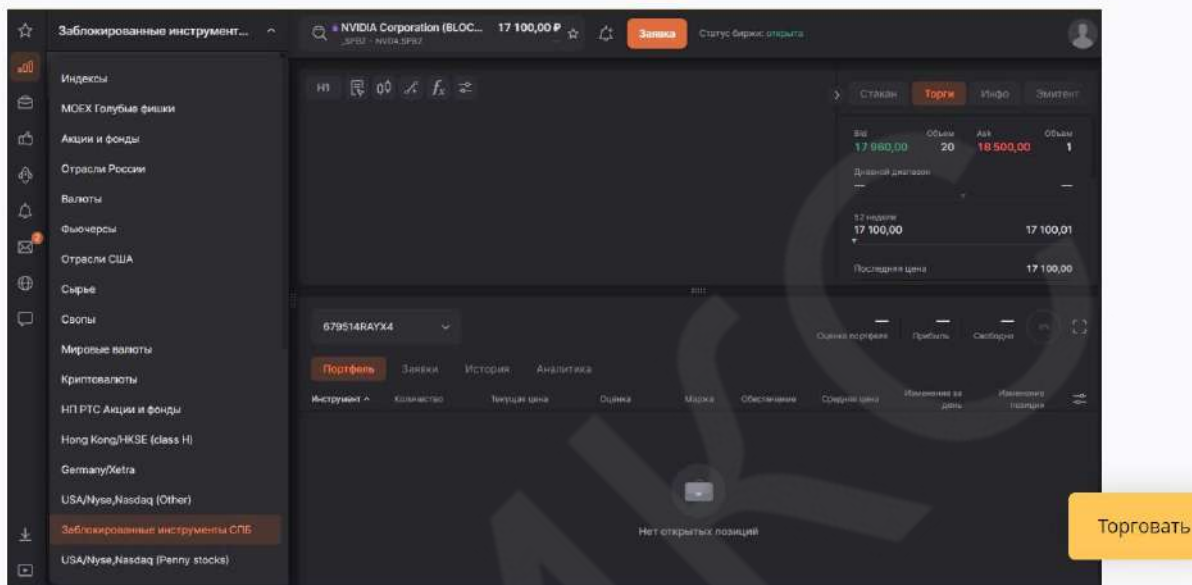 Заблокированные инструмент...
NVIDIA Corporation (BLOC... 17 100,00 ₽
_SPBZ - NVDA.SPBZ
Заявка
Статус биржи: открыта
2
Индексы
MOEX Голубые фишки
Акции и фонды
Отрасли России
Валюты
Фьючерсы
Отрасли США
Сырье
Свопы
Мировые валюты
Криптовалюты
НП РТС Акции и фонды
Hong Kong/HKSE (class H)
Germany/Xetra
USA/Nyse,Nasdaq (Other)
Заблокированные инструменты СПБ
USA/Nyse,Nasdaq (Penny stocks)
H1
Стакан Торги Инфо Эмитент
Bid Объем Ask Объем
17 960,00 20 18 500,00 1
Дневной диапазон
— —
52 недели
17 100,00 17 100,01
Последняя цена 17 100,00
679514RAYX4
— — —
Оценка портфеля Прибыль Свободно
Портфель Заявки История Аналитика
Инструмент Количество Текущая цена Оценка Маржа Обеспечение Средняя цена Изменение за день Изменение позиции
Нет открытых позиций
Торговать